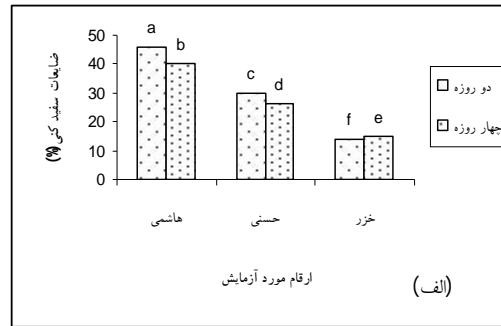 ضایعات سفید کنی (%)
50
40
30
20
10
0
a b
c d
f e
هاشمی
حسنی
خزر
ارقام مورد آزمایش
(الف)
دو روزه
چهار روزه